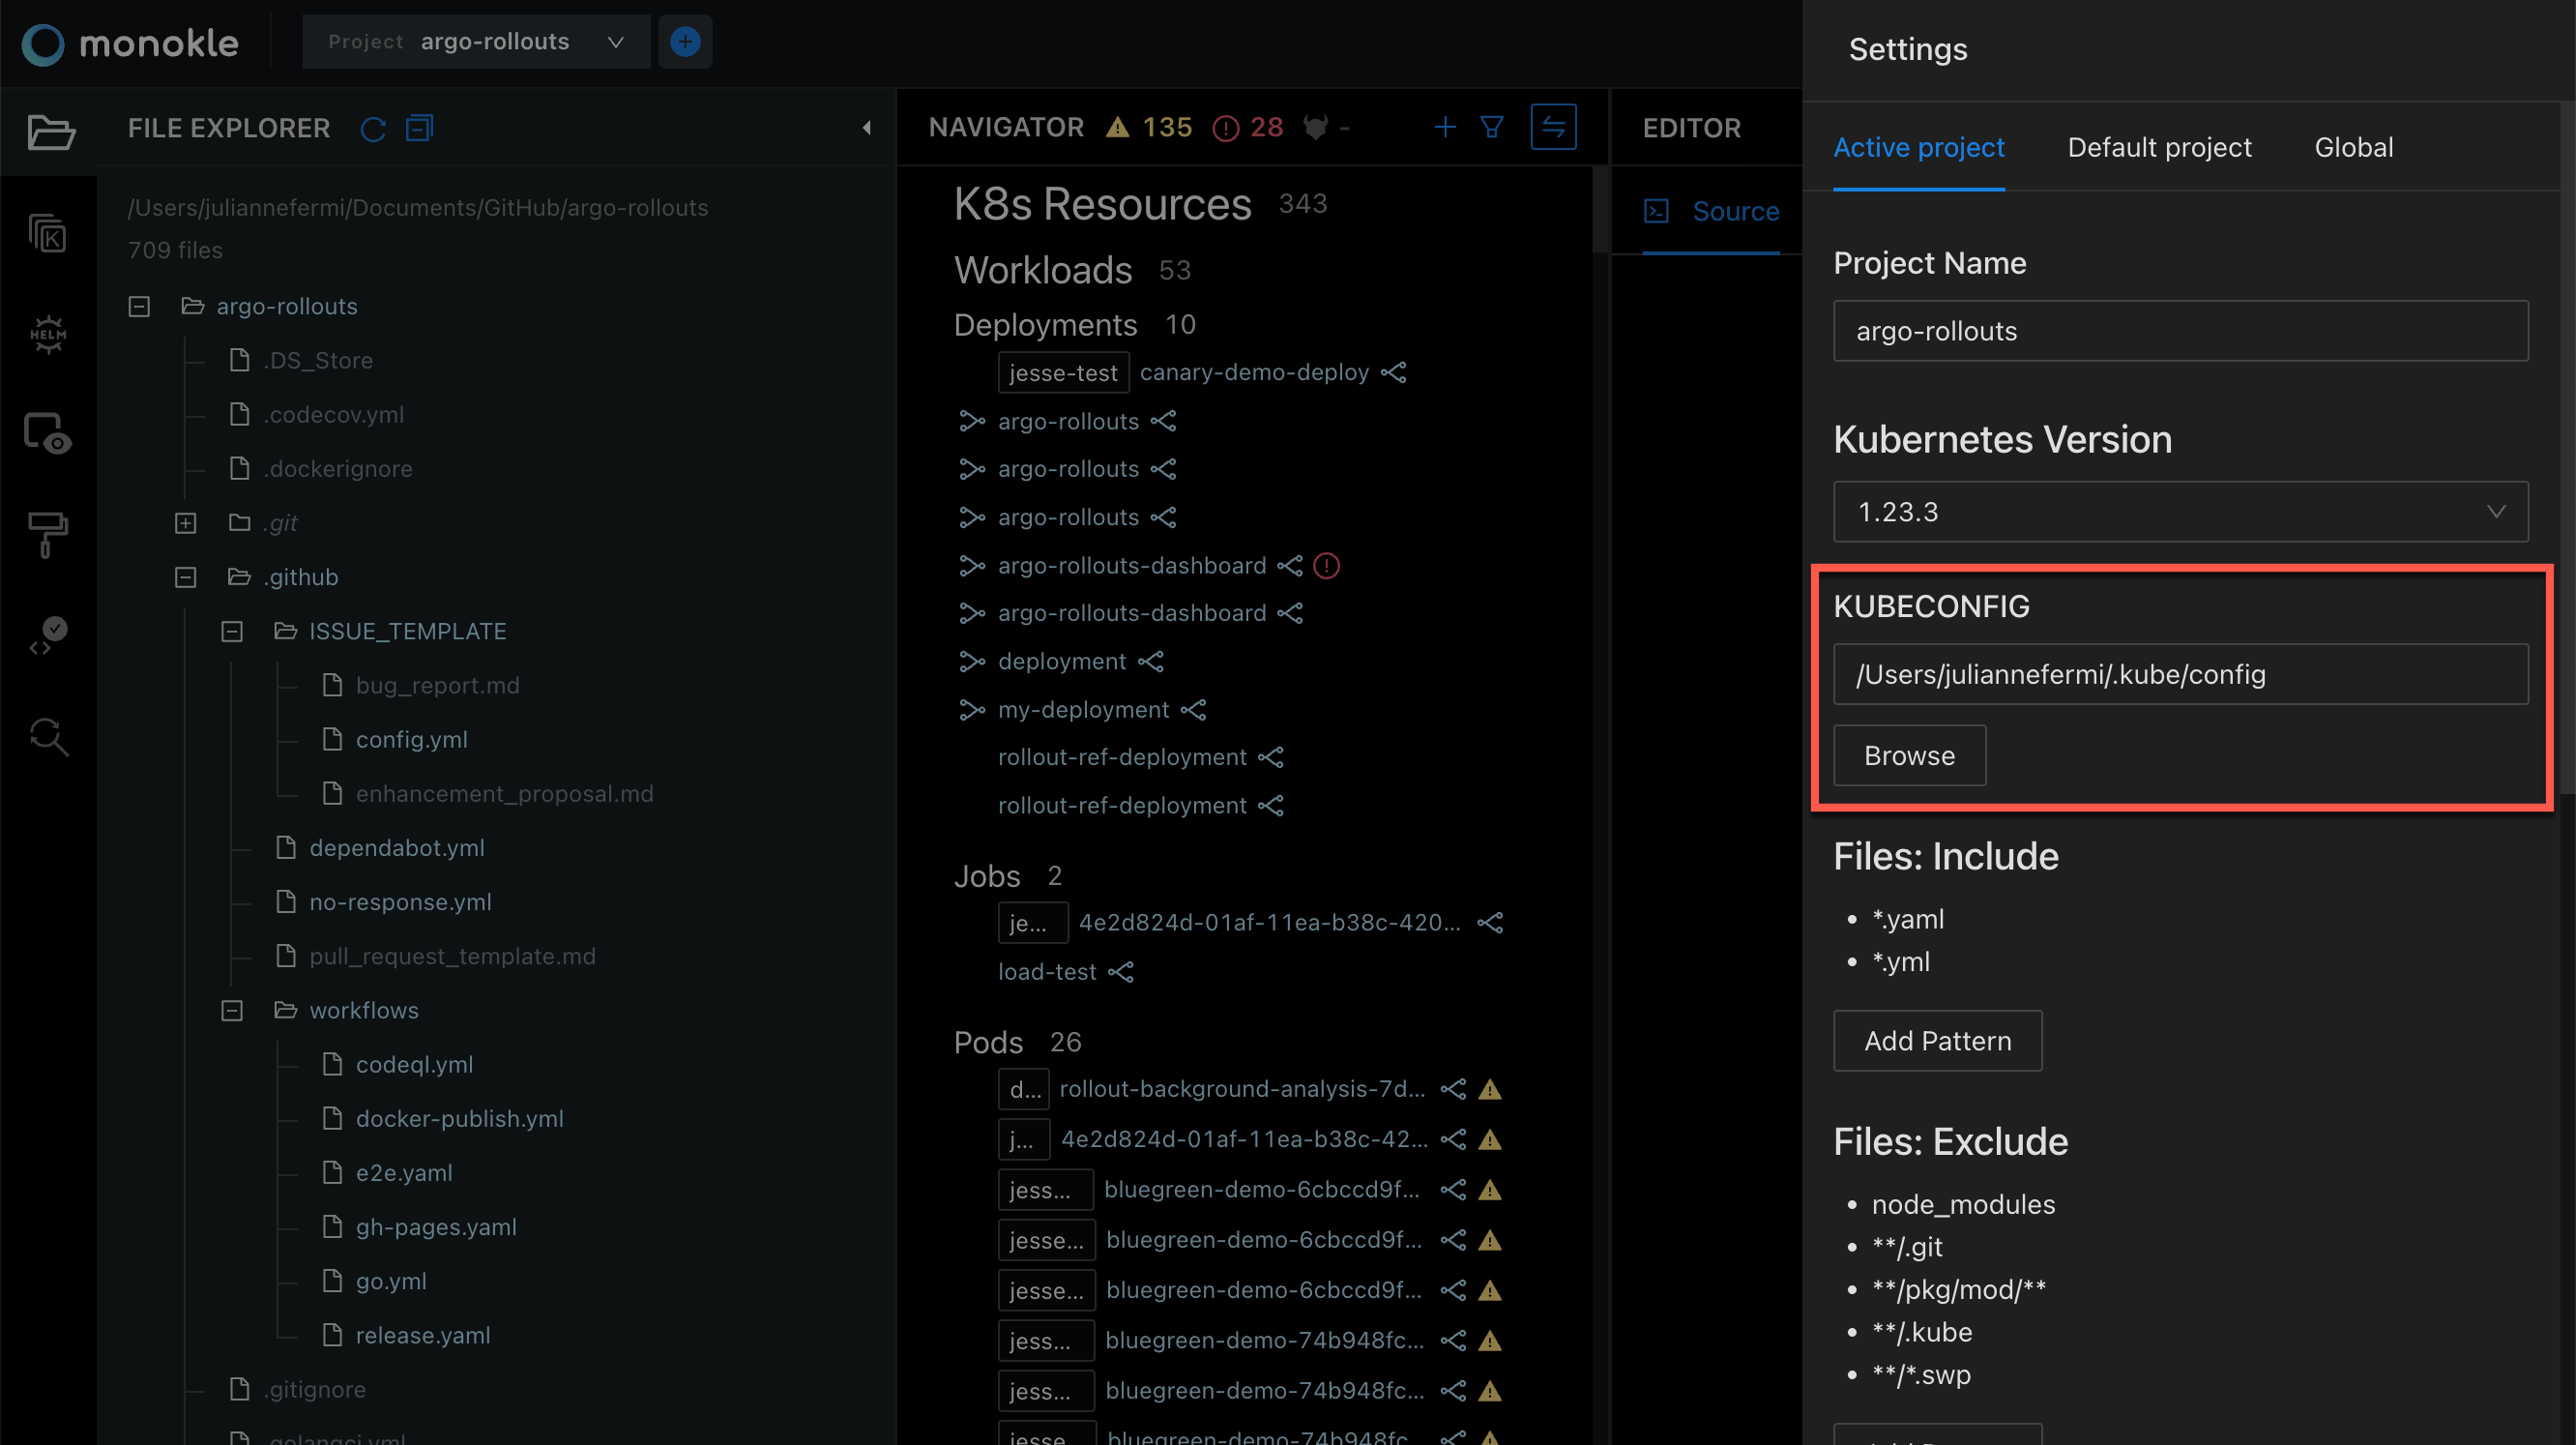 monokle
Project argo-rollouts
FILE EXPLORER
/Users/juliannefermi/Documents/GitHub/argo-rollouts
709 files
argo-rollouts
.DS_Store
.codecov.yml
.dockerignore
.git
.github
ISSUE_TEMPLATE
bug_report.md
config.yml
enhancement_proposal.md
dependabot.yml
no-response.yml
pull_request_template.md
workflows
codeql.yml
docker-publish.yml
e2e.yaml
gh-pages.yaml
go.yml
release.yaml
.gitignore
.golangci.yml
K
HELM
NAVIGATOR 135 28 -
K8s Resources 343
Workloads 53
Deployments 10
jesse-test canary-demo-deploy
argo-rollouts
argo-rollouts
argo-rollouts
argo-rollouts-dashboard
argo-rollouts-dashboard
deployment
my-deployment
rollout-ref-deployment
rollout-ref-deployment
Jobs 2
je... 4e2d824d-01af-11ea-b38c-420...
load-test
Pods 26
d... rollout-background-analysis-7d...
j... 4e2d824d-01af-11ea-b38c-42...
jess... bluegreen-demo-6cbccd9f...
jesse... bluegreen-demo-6cbccd9f...
jesse... bluegreen-demo-6cbccd9f...
jess... bluegreen-demo-74b948fc...
jess... bluegreen-demo-74b948fc...
jesse bluegreen-demo-74b948fc
EDITOR
Source
Settings
Active project Default project Global
Project Name
argo-rollouts
Kubernetes Version
1.23.3
KUBECONFIG
/Users/juliannefermi/.kube/config
Browse
Files: Include
• *.yaml
• *.yml
Add Pattern
Files: Exclude
• node_modules
• **/.git
• **/pkg/mod/**
• **/.kube
• **/*.swp